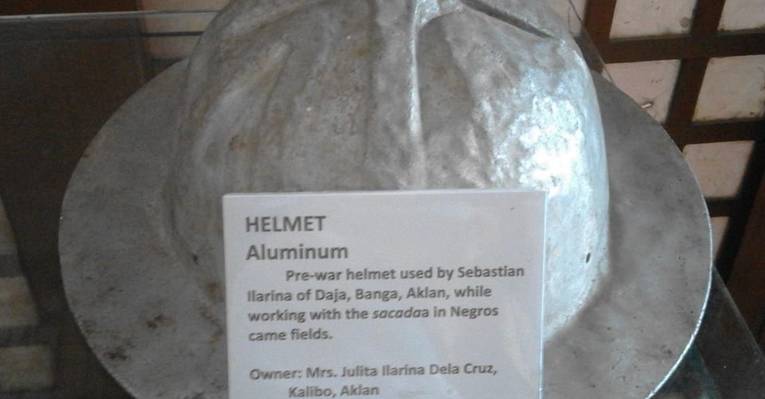 HELMET
Aluminum
Pre-war helmet used by Sebastian
Ilarina of Daja, Banga, Aklan, while
working with the sacadaa in Negros
came fields.
Owner: Mrs. Julita Ilarina Dela Cruz,
Kalibo, Aklan